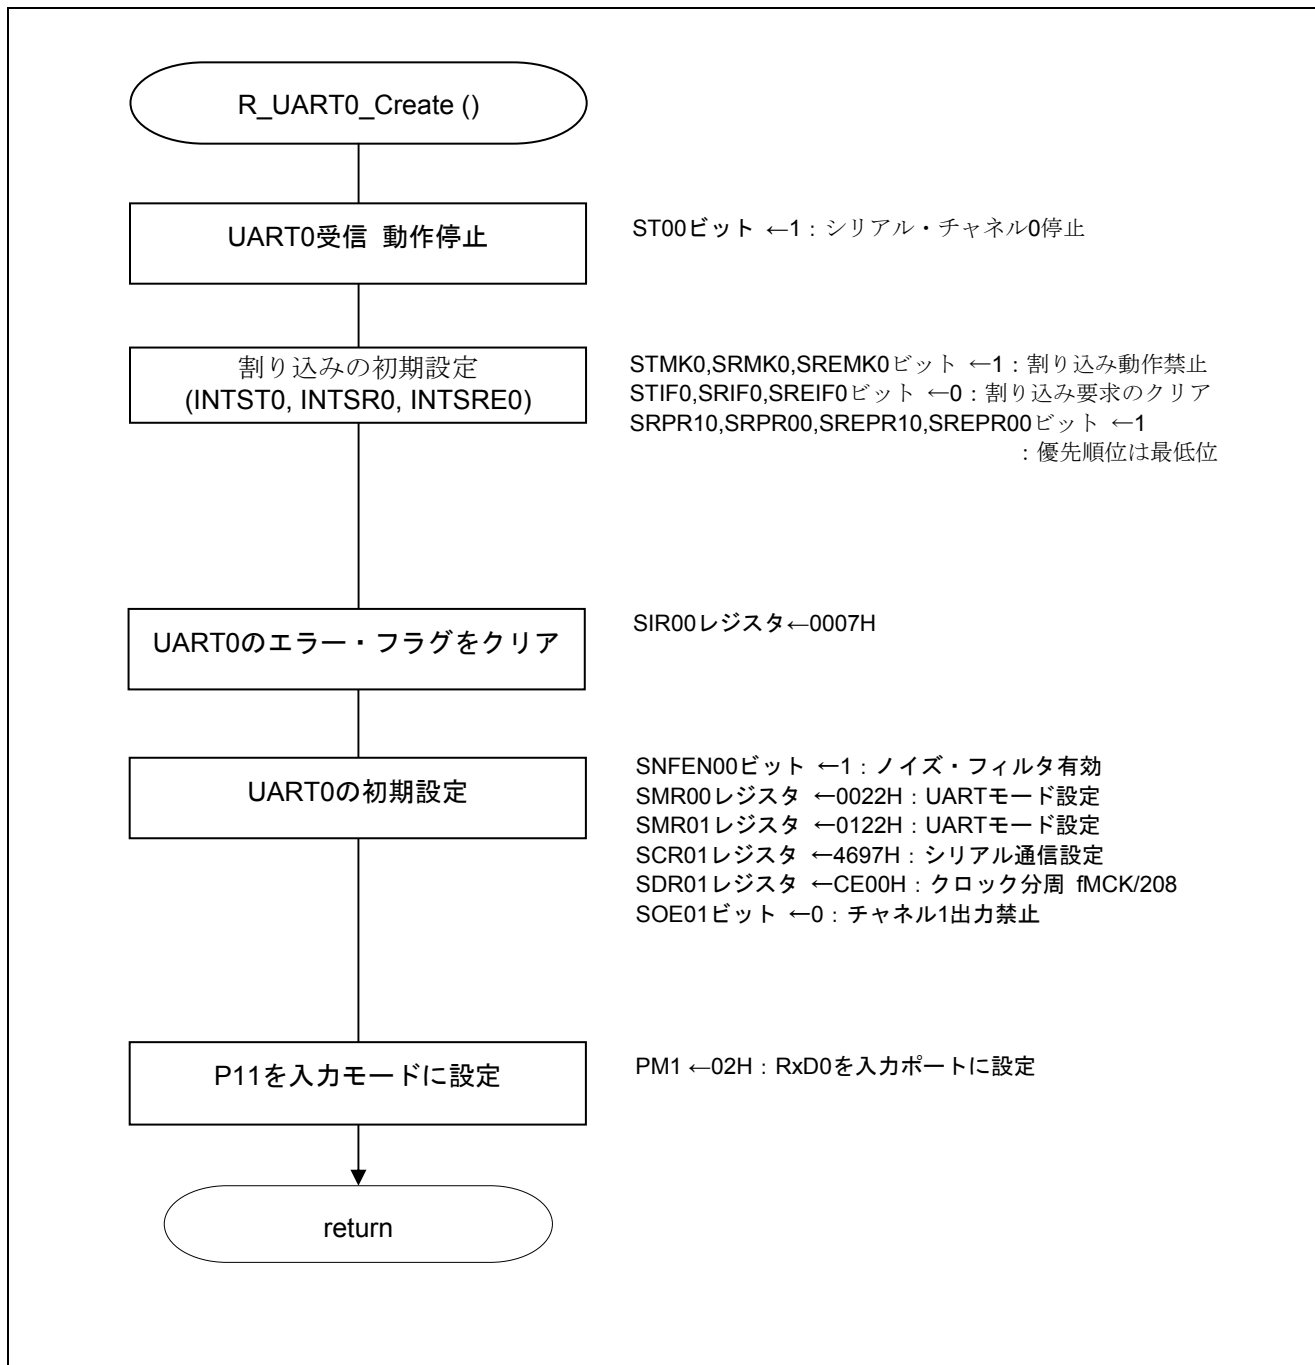 R_UART0_Create ()
UART0受信 動作停止
ST00ビット ←1：シリアル・チャネル0停止
割り込みの初期設定
(INTST0, INTSR0, INTSRE0)
STMK0,SRMK0,SREMK0ビット ←1：割り込み動作禁止
STIF0,SRIF0,SREIF0ビット ←0：割り込み要求のクリア
SRPR10,SRPR00,SREPR10,SREPR00ビット ←1
：優先順位は最低位
UART0のエラー・フラグをクリア
SIR00レジスタ←0007H
UART0の初期設定
SNFEN00ビット ←1：ノイズ・フィルタ有効
SMR00レジスタ ←0022H：UARTモード設定
SMR01レジスタ ←0122H：UARTモード設定
SCR01レジスタ ←4697H：シリアル通信設定
SDR01レジスタ ←CE00H：クロック分周 fMCK/208
SOE01ビット ←0：チャネル1出力禁止
P11を入力モードに設定
PM1 ←02H：RxD0を入力ポートに設定
return